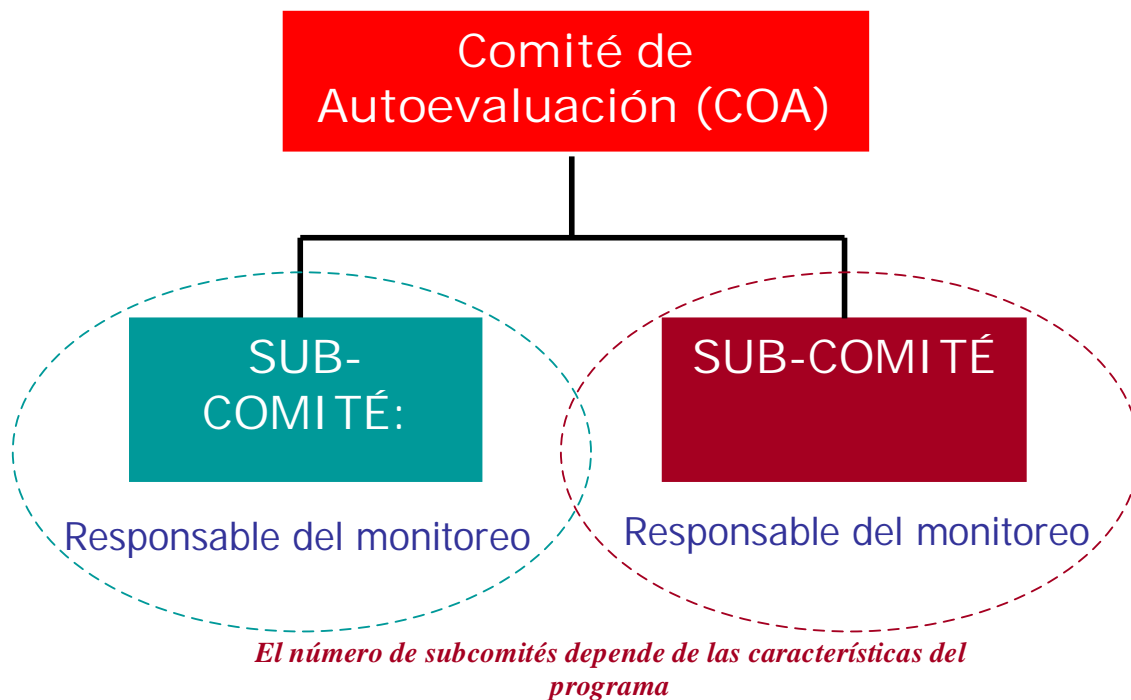 Comité de
Autoevaluación (COA)
SUB-
COMITÉ:
SUB-COMITÉ
Responsable del monitoreo
Responsable del monitoreo
El número de subcomités depende de las características del
programa